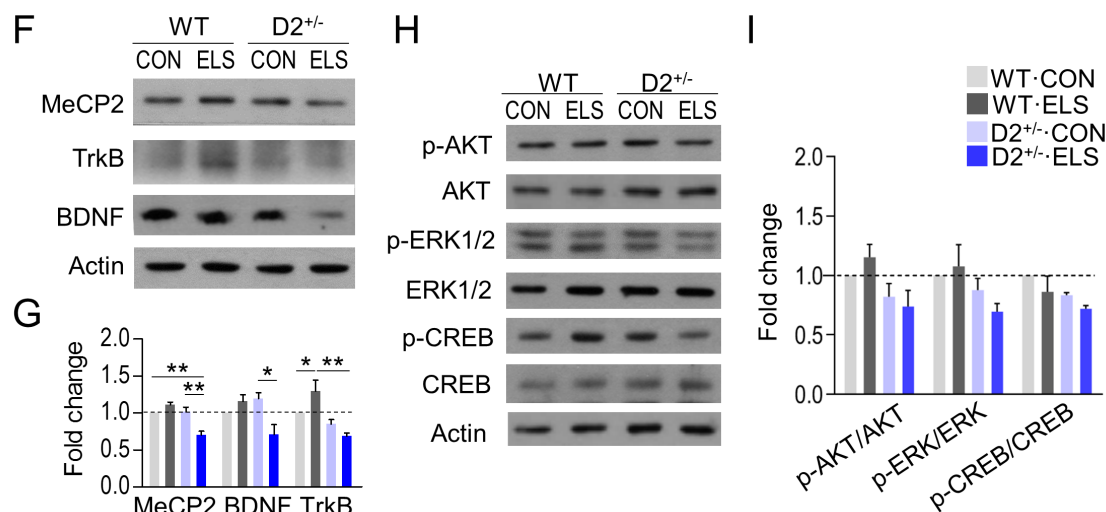 F
WT D2+/-
CON ELS CON ELS
MeCP2
TrkB
BDNF
Actin
G
Fold change
2.0
1.5
1.0
0.5
0.0
** ** * * **
MeCP2 BDNF TrkB
H
WT D2+/-
CON ELS CON ELS
p-AKT
AKT
p-ERK1/2
ERK1/2
p-CREB
CREB
Actin
I
WT·CON
WT·ELS
D2+/-·CON
D2+/-·ELS
Fold change
2.0
1.5
1.0
0.5
0.0
p-AKT/AKT
p-ERK/ERK
p-CREB/CREB